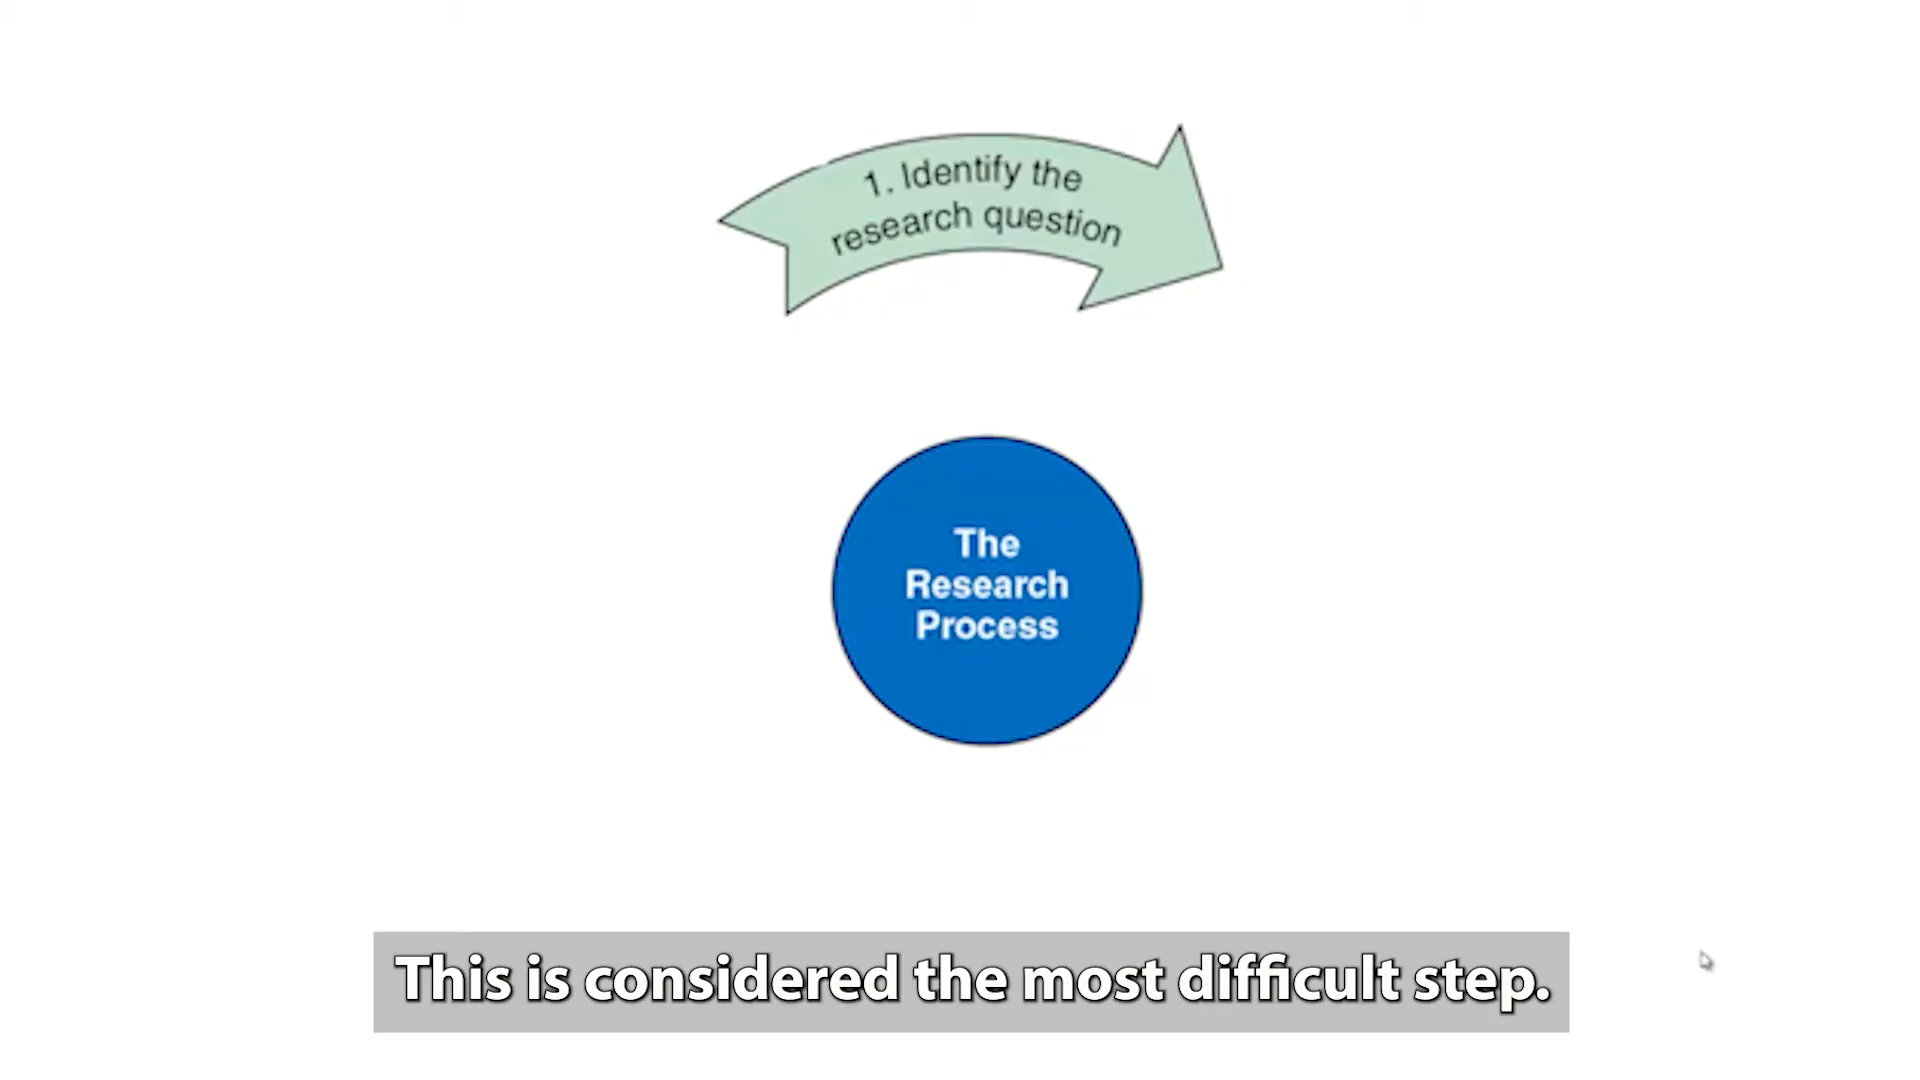 1. Identify the
research question
The
Research
Process
This is considered the most difficult step.